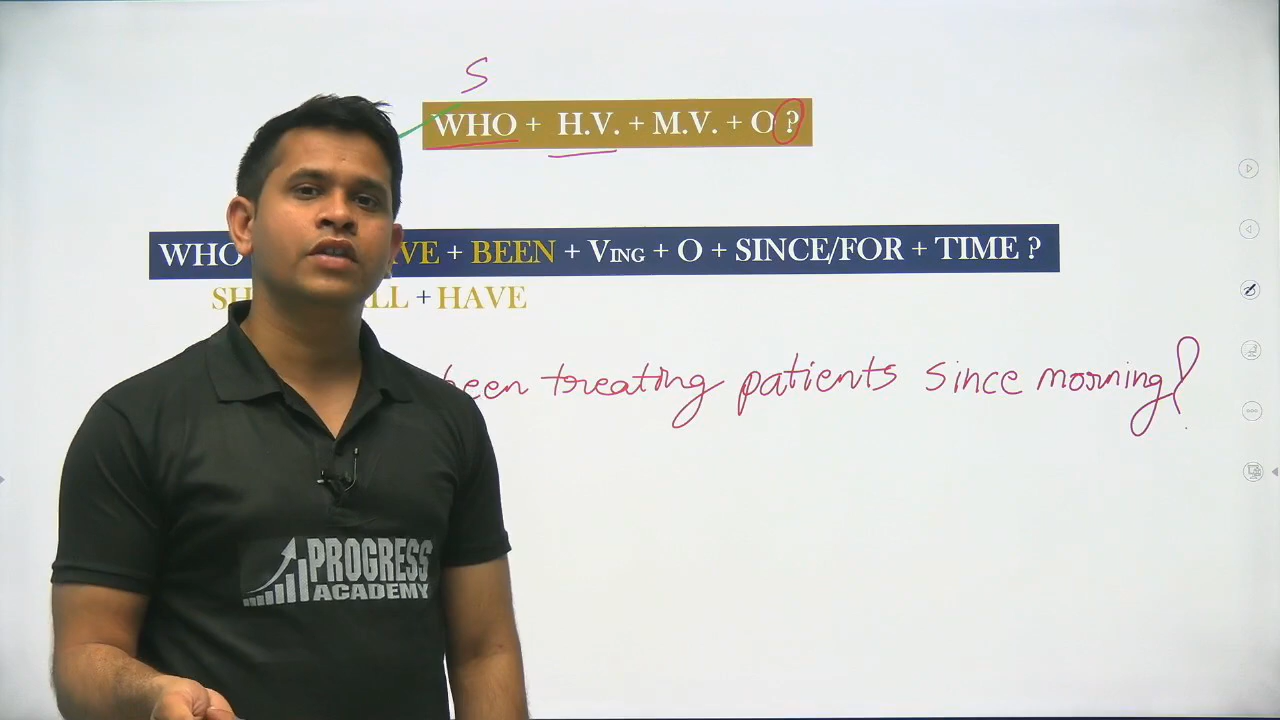 S
WHO + H.V. + M.V. + O ?
WHO VE + BEEN + VING + O + SINCE/FOR + TIME ?
SH LL + HAVE
been treating patients since morning?
PROGRESS
ACADEMY